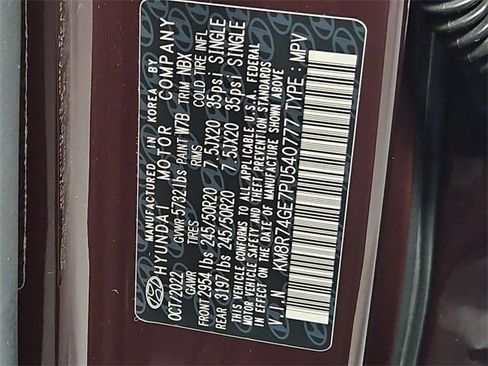 MANUFACTURED IN KOREA BY
HYUNDAI MOTOR COMPANY
OCT/2022 GVWR 5732 lbs PAINT W7B TRIM NBX
GAWR TIRES RIMS COLD TIRE INFL
FRONT 2954 lbs 245/50R20 7.5JX20 35psi SINGLE
REAR 3197 lbs 245/50R20 7.5JX20 35psi SINGLE
THIS VEHICLE CONFORMS TO ALL APPLICABLE U.S.A. FEDERAL
MOTOR VEHICLE SAFETY/THEFT PREVENTION STANDARDS
IN EFFECT ON THE DATE OF MANUFACTURE SHOWN ABOVE
V.I.N. KM8R74GE7PU540777 TYPE : MPV